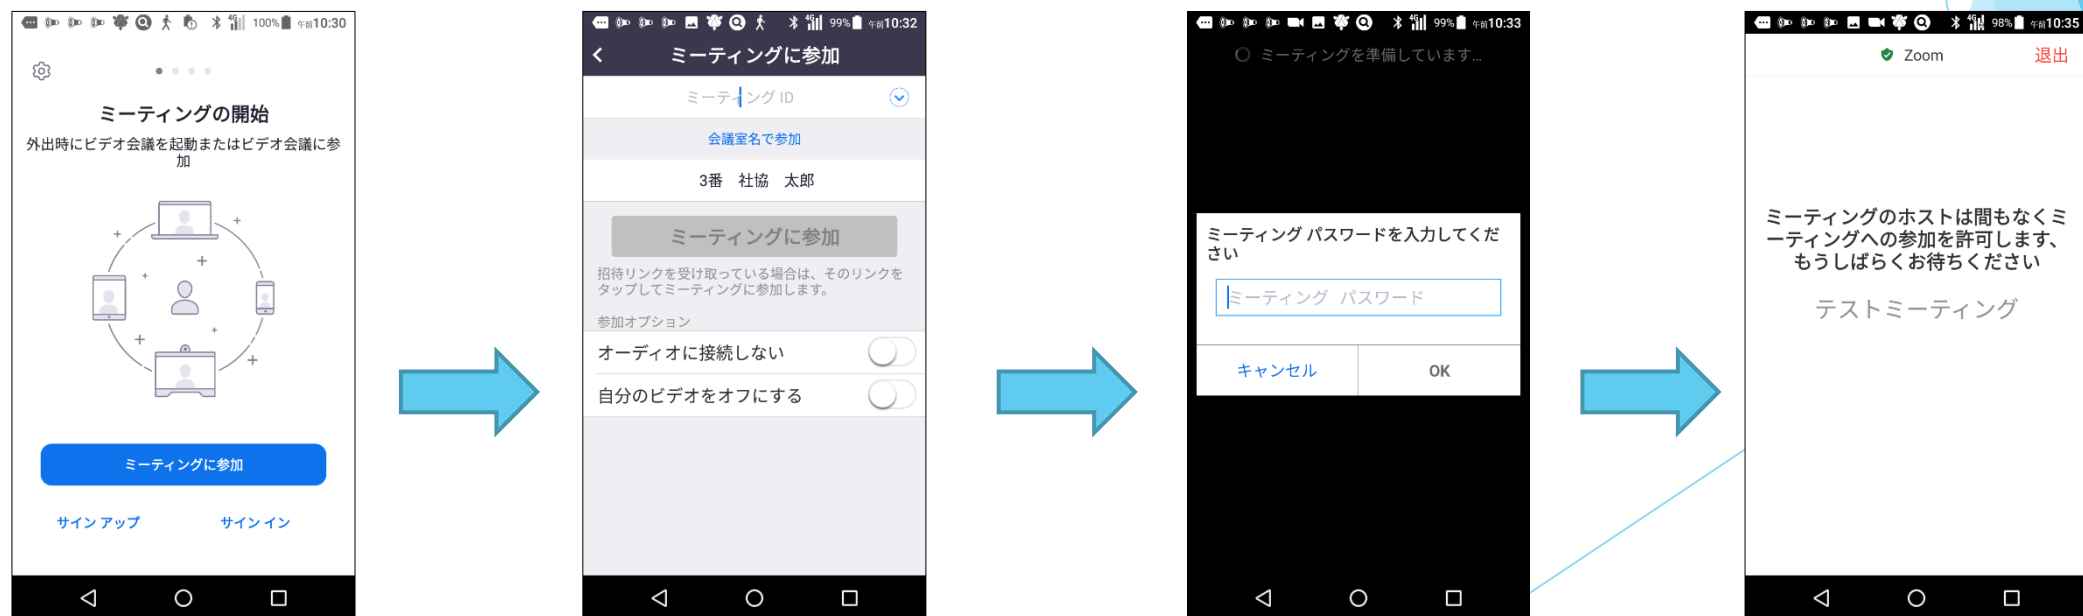 100% 午前10:30
ミーティングの開始
外出時にビデオ会議を起動またはビデオ会議に参
加
ミーティングに参加
サイン アップ
サイン イン
4G 99% 午前10:32
ミーティングに参加
ミーティング ID
会議室名で参加
3番 社協 太郎
ミーティングに参加
招待リンクを受け取っている場合は、そのリンクを
タップしてミーティングに参加します。
参加オプション
オーディオに接続しない
自分のビデオをオフにする
4G 99% 午前10:33
ミーティングを準備しています...
ミーティング パスワードを入力してくだ
さい
ミーティング パスワード
キャンセル
OK
4G 98% 午前10:35
Zoom
退出
ミーティングのホストは間もなくミ
ーティングへの参加を許可します、
もうしばらくお待ちください
テストミーティング